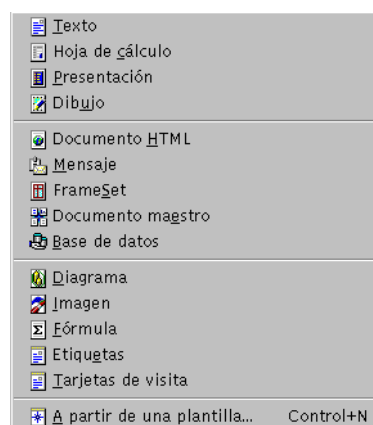 Texto
Hoja de cálculo
Presentación
Dibujo
Documento HTML
Mensaje
FrameSet
Documento maestro
Base de datos
Diagrama
Imagen
Fórmula
Etiquetas
Tarjetas de visita
A partir de una plantilla... Control+N